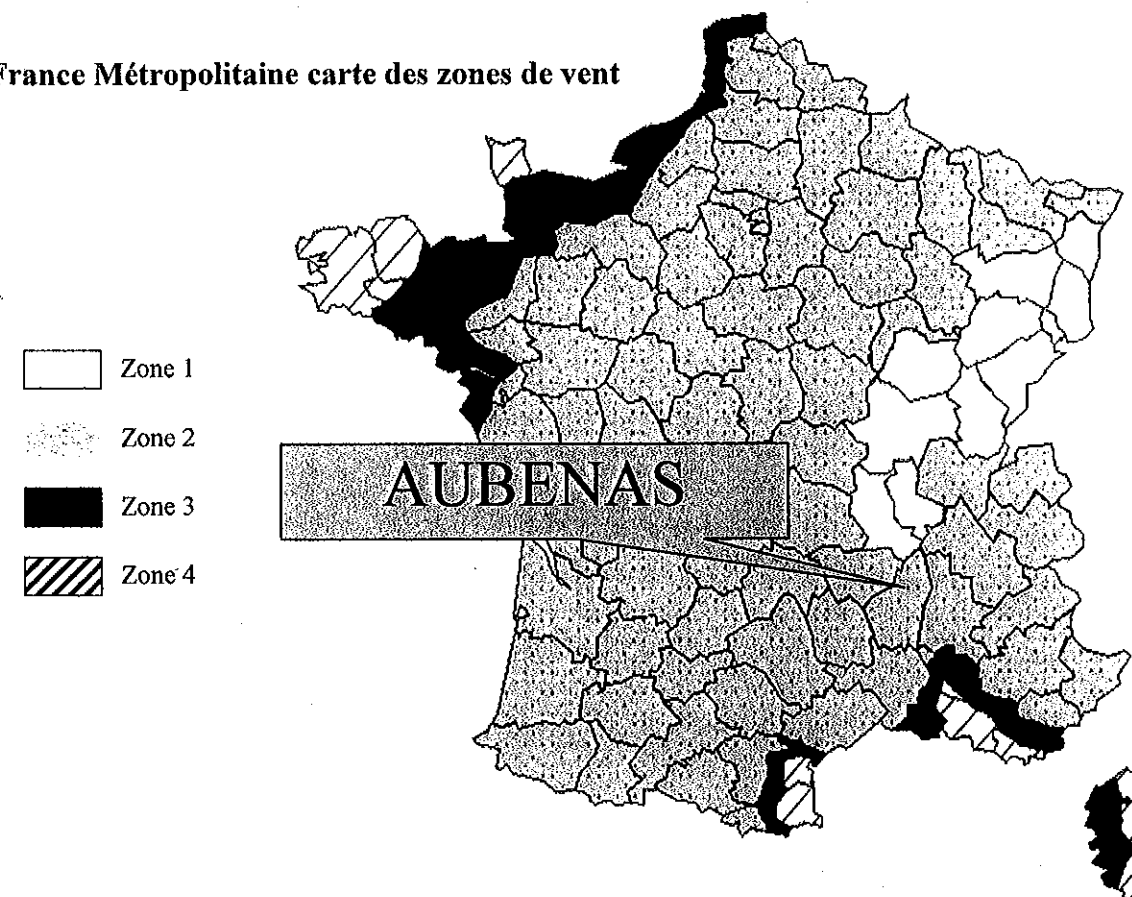 France Métropolitaine carte des zones de vent
Zone 1
Zone 2
Zone 3
Zone 4
AUBENAS